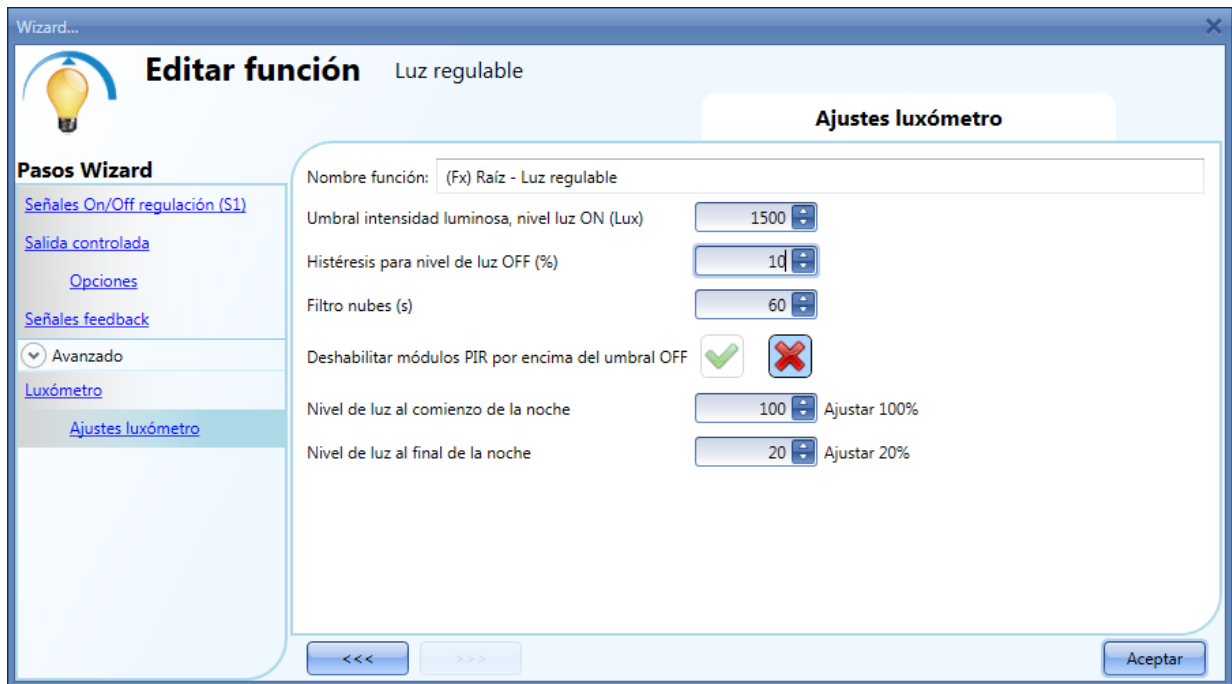 Wizard...
Editar función Luz regulable
Ajustes luxómetro
Pasos Wizard
Señales On/Off regulación (S1)
Salida controlada
Opciones
Señales feedback
Avanzado
Luxómetro
Ajustes luxómetro
Nombre función: (Fx) Raíz - Luz regulable
Umbral intensidad luminosa, nivel luz ON (Lux) 1500
Histéresis para nivel de luz OFF (%) 10
Filtro nubes (s) 60
Deshabilitar módulos PIR por encima del umbral OFF
Nivel de luz al comienzo de la noche 100 Ajustar 100%
Nivel de luz al final de la noche 20 Ajustar 20%
<<< >>> Aceptar